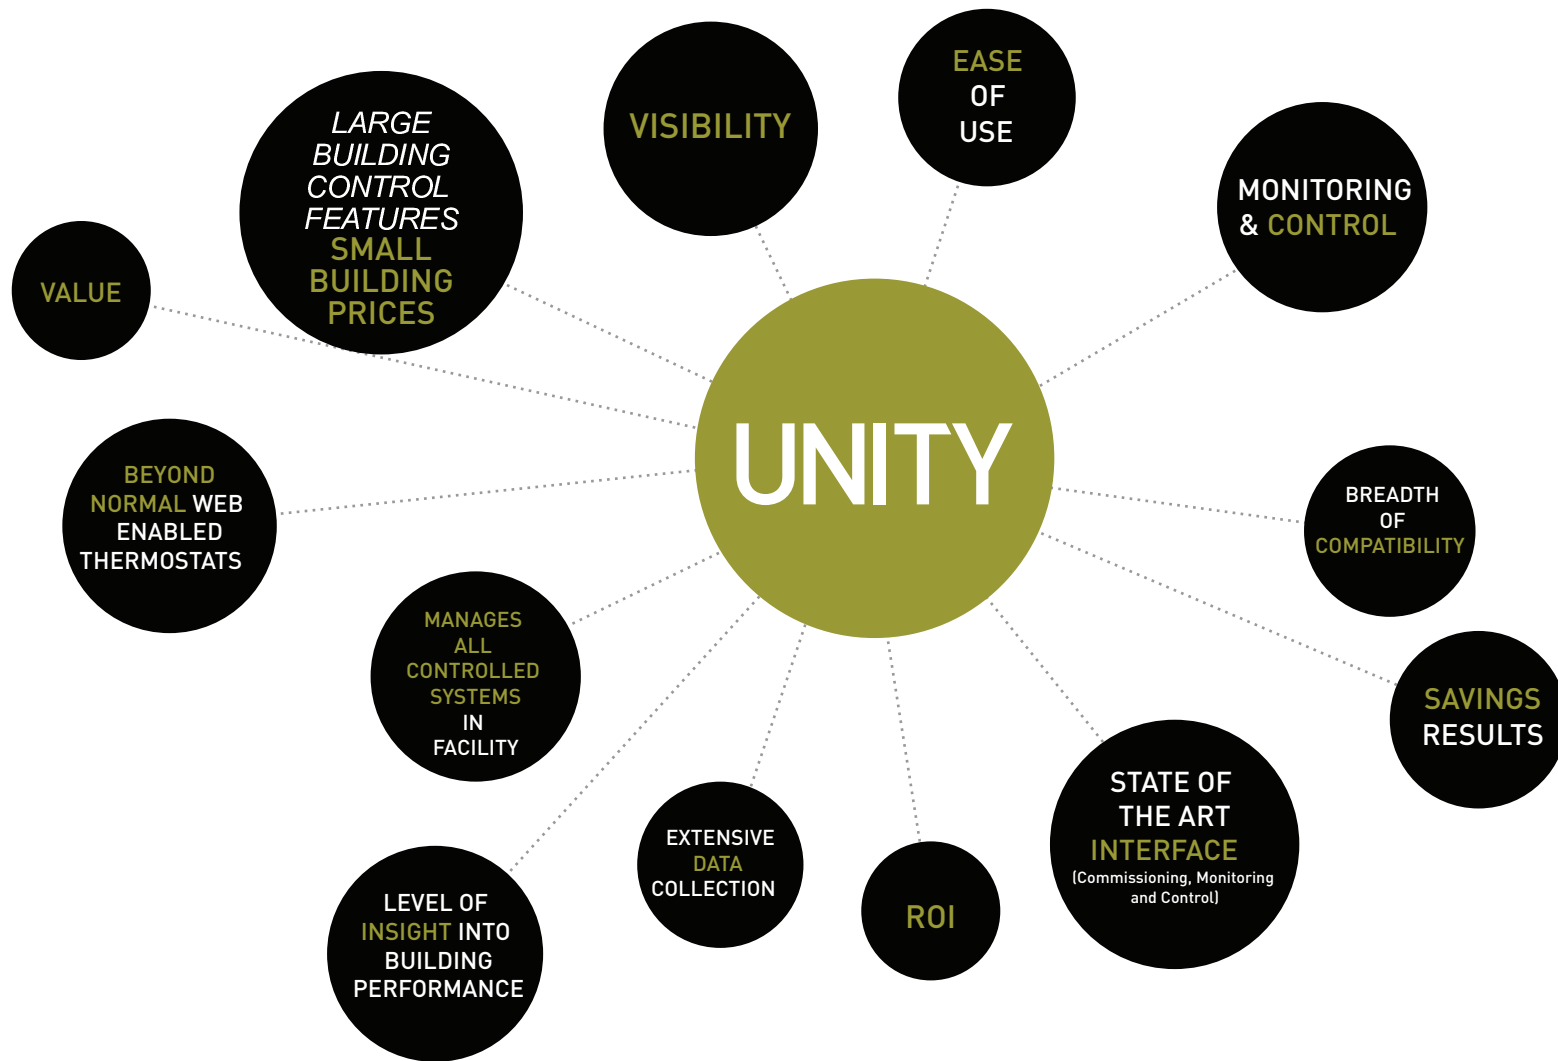 LARGE
BUILDING
CONTROL
FEATURES
SMALL
BUILDING
PRICES
VISIBILITY
EASE
OF
USE
MONITORING
& CONTROL
VALUE
UNITY
BEYOND
NORMAL WEB
ENABLED
THERMOSTATS
BREADTH
OF
COMPATIBILITY
MANAGES
ALL
CONTROLLED
SYSTEMS
IN
FACILITY
SAVINGS
RESULTS
STATE OF
THE ART
INTERFACE
(Commissioning, Monitoring
and Control)
EXTENSIVE
DATA
COLLECTION
ROI
LEVEL OF
INSIGHT INTO
BUILDING
PERFORMANCE